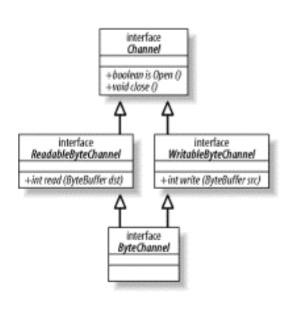 interface
Channel
+boolean is Open ()
+void close ()
interface
ReadableByteChannel
+int read (ByteBuffer dst)
interface
WritableByteChannel
+int write (ByteBuffer src)
interface
ByteChannel